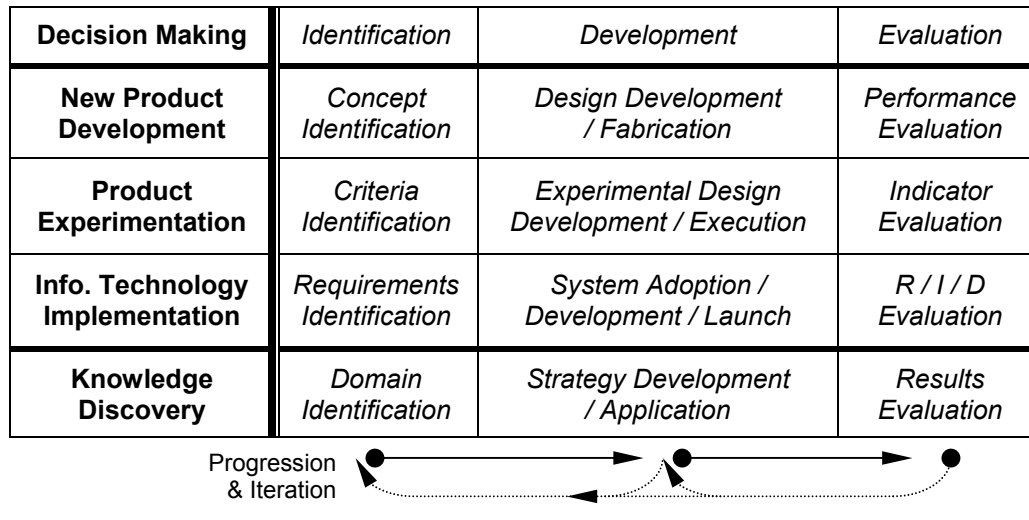 Decision Making Identification Development Evaluation
New Product Concept Design Development Performance
Development Identification / Fabrication Evaluation
Product Criteria Experimental Design Indicator
Experimentation Identification Development / Execution Evaluation
Info. Technology Requirements System Adoption / R / I / D
Implementation Identification Development / Launch Evaluation
Knowledge Domain Strategy Development Results
Discovery Identification / Application Evaluation
Progression
& Iteration